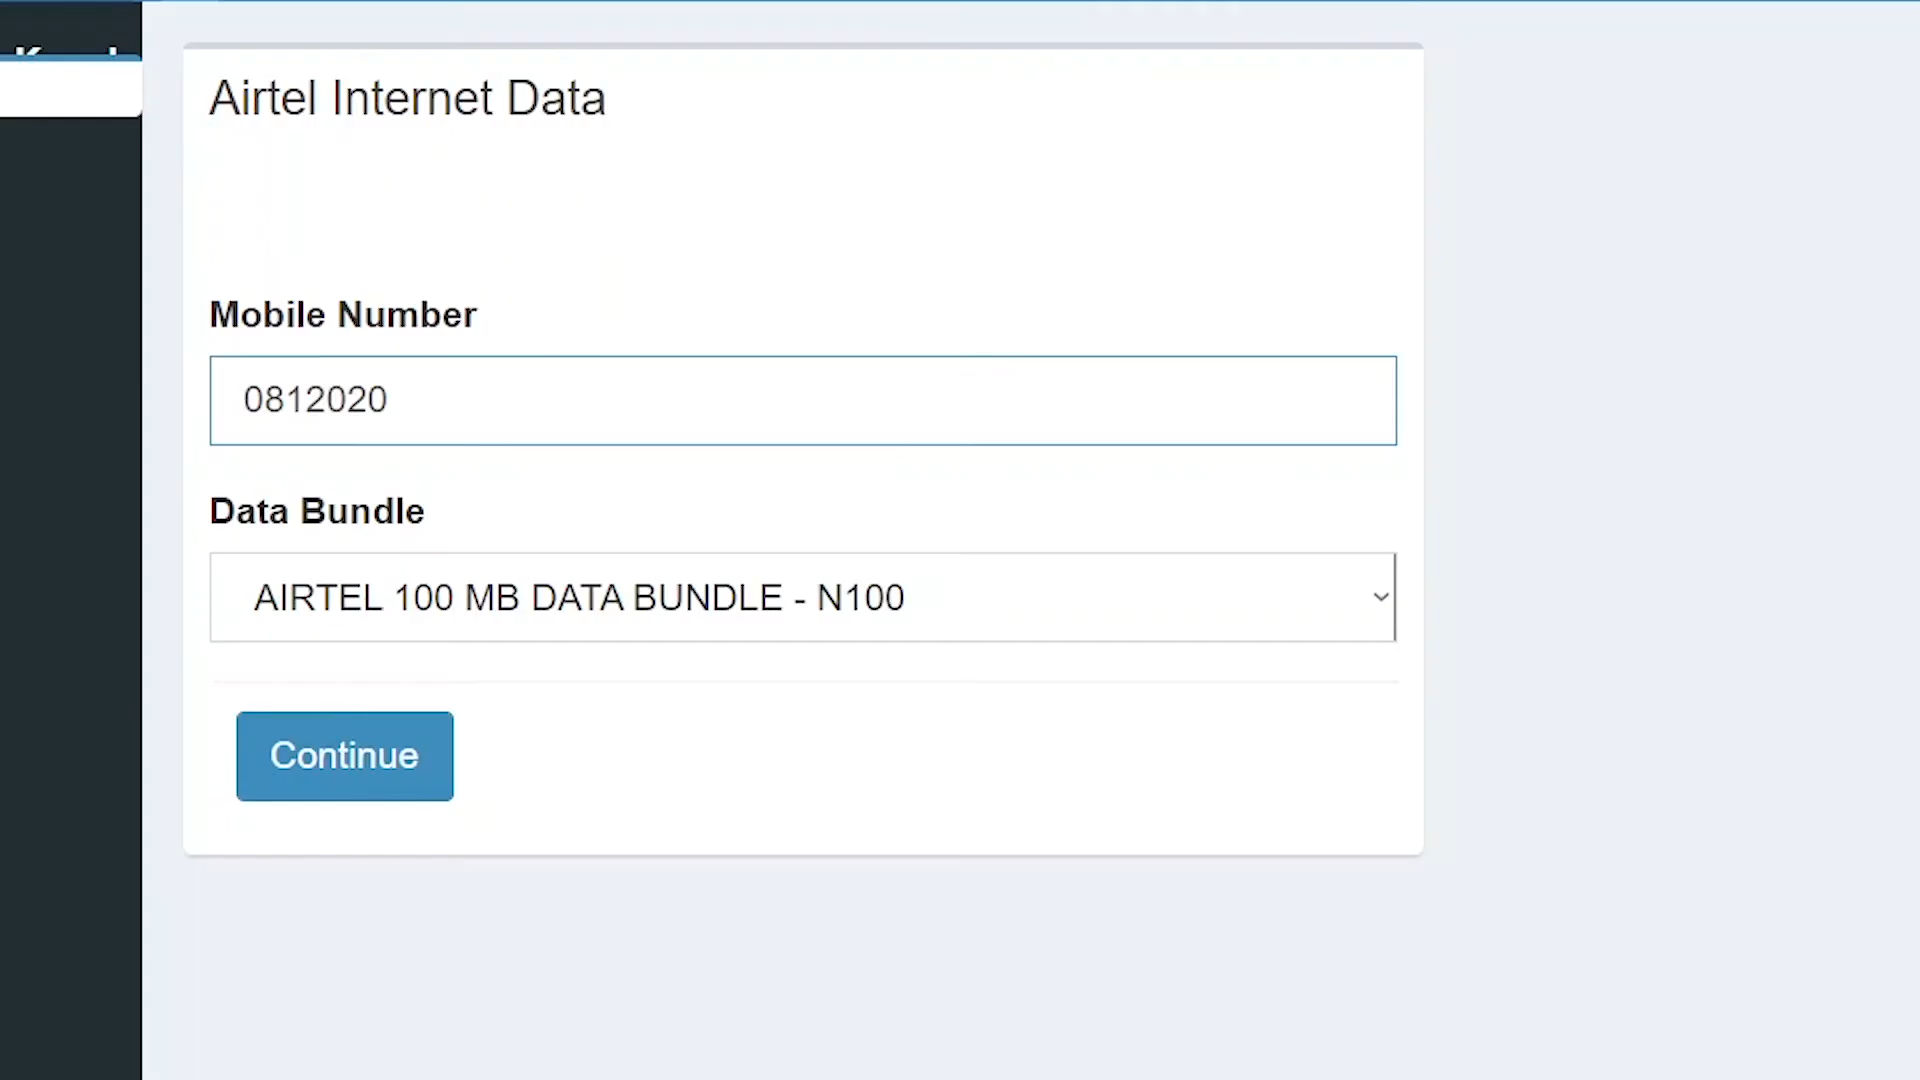 Airtel Internet Data
Mobile Number
0812020
Data Bundle
AIRTEL 100 MB DATA BUNDLE - N100
Continue